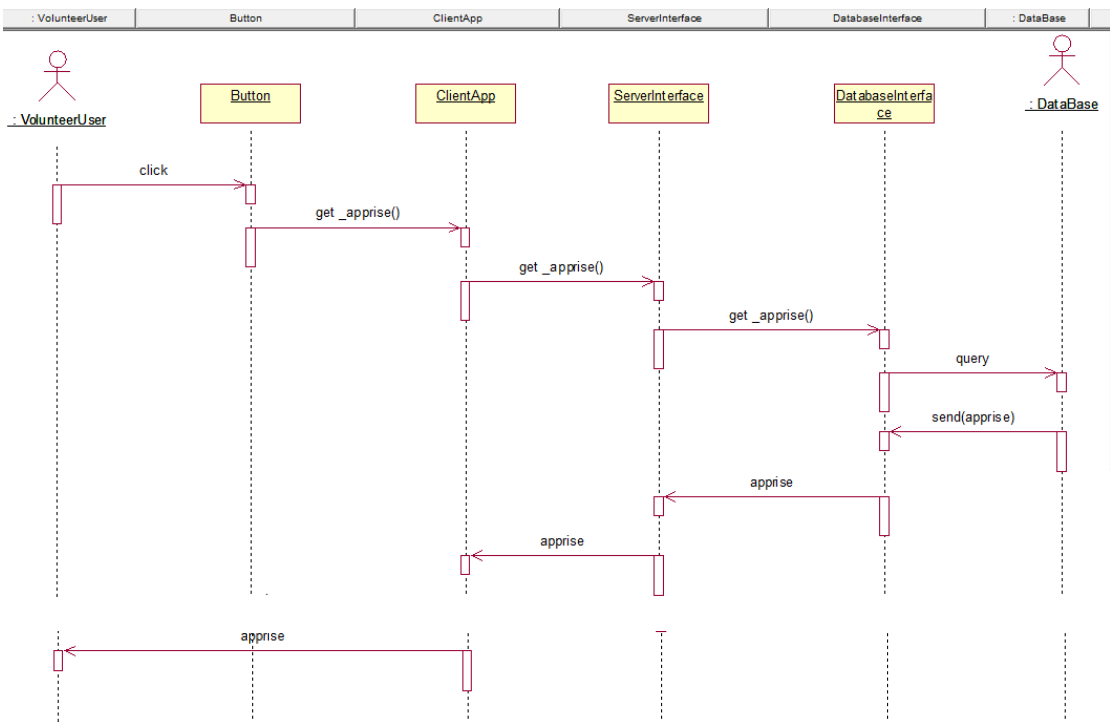 : VolunteerUser
Button
ClientApp
ServerInterface
DatabaseInterface
: DataBase
Button
ClientApp
ServerInterface
DatabaseInterfa
ce
: VolunteerUser
: DataBase
click
get _apprise()
get _apprise()
get _apprise()
query
send(apprise)
apprise
apprise
apprise